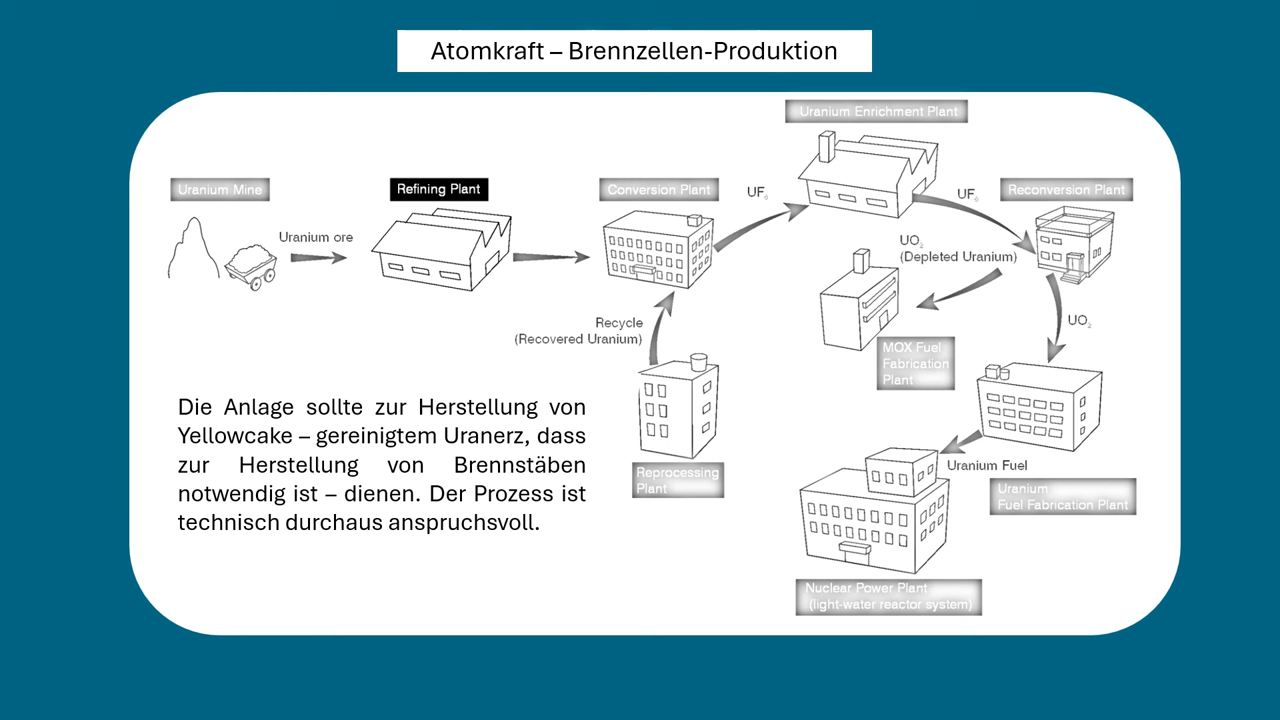 Atomkraft – Brennzellen-Produktion
Uranium Enrichment Plant
Uranium Mine
Refining Plant
Conversion Plant
UF₆
UF₆
Reconversion Plant
Uranium ore
UO₂
(Depleted Uranium)
Recycle
(Recovered Uranium)
UO₂
MOX Fuel
Fabrication
Plant
Die Anlage sollte zur Herstellung von
Yellowcake – gereinigtem Uranerz, dass
zur Herstellung von Brennstäben
notwendig ist – dienen. Der Prozess ist
technisch durchaus anspruchsvoll.
Reprocessing
Plant
Uranium Fuel
Uranium
Fuel Fabrication Plant
Nuclear Power Plant
(light-water reactor system)